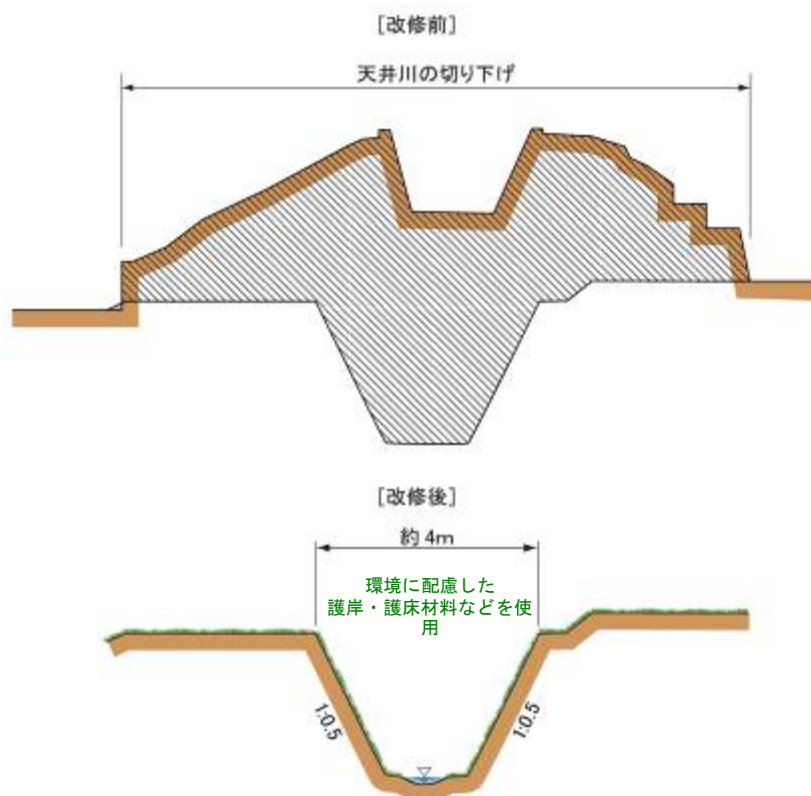 [改修前]
天井川の切り下げ
[改修後]
約4m
環境に配慮した
護岸・護床材料などを使
用
1:0.5
1:0.5